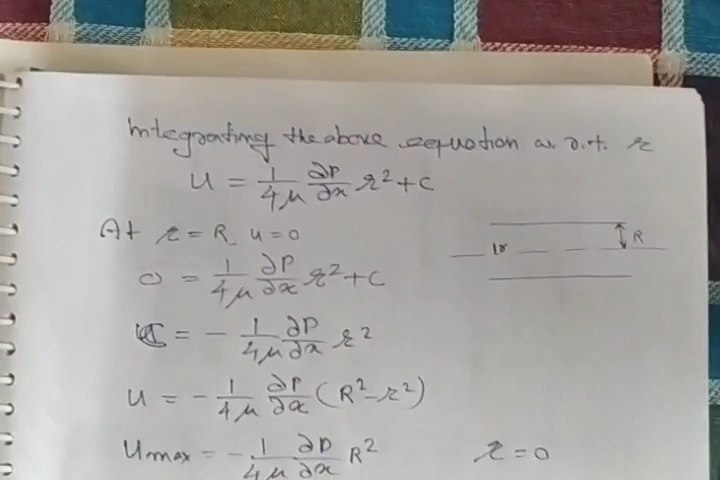 Integrating the above equation w.r.t. r
u = 1/4μ ∂P/∂x r² + c
At r = R u = 0
0 = 1/4μ ∂P/∂x r² + c
R
r
C = - 1/4μ ∂P/∂x r²
u = - 1/4μ ∂P/∂x (R² - r²)
Umax = - 1/4μ ∂P/∂x R² r = 0